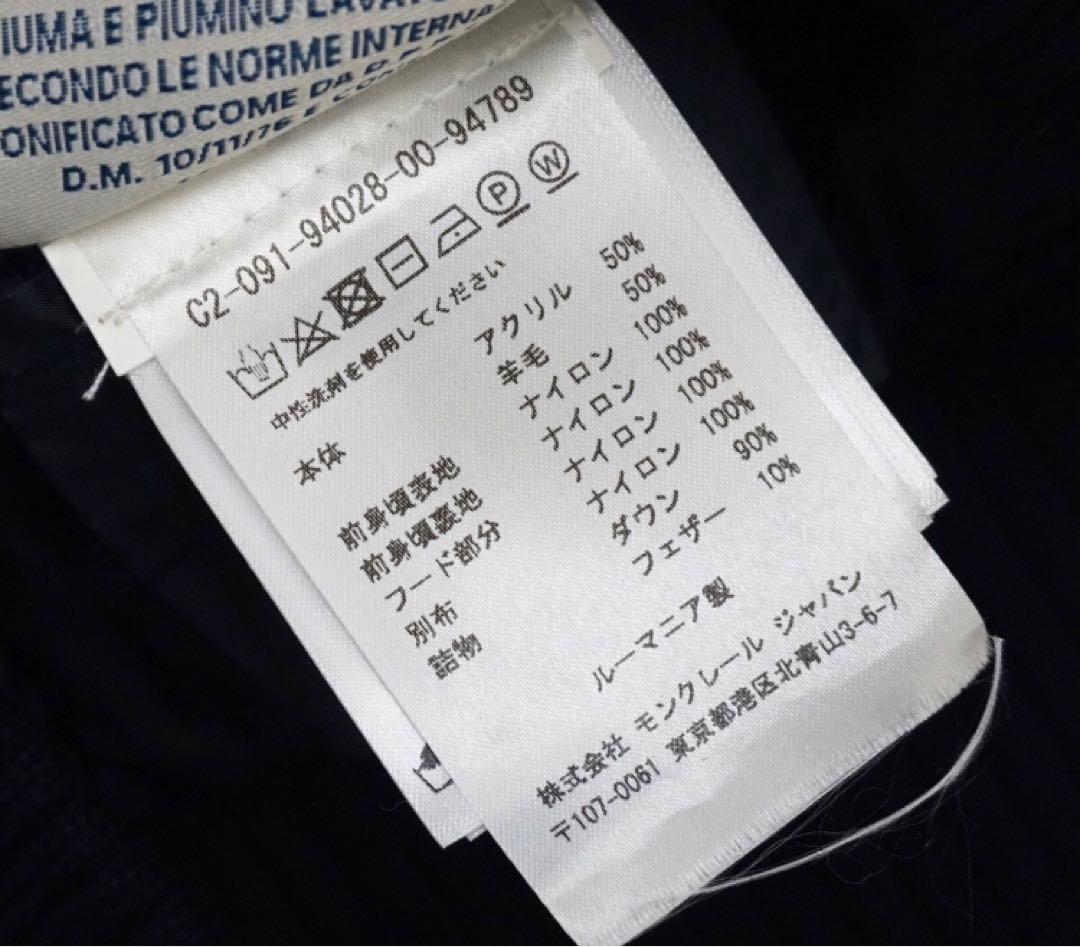 IUMA E PIUMINO LAVAT
ECONDO LE NORME INTERNA
ONIFICATO COME DA D.P.
D.M. 10/11/76 E CO
C2-091-94028-00-94789
P W
中性洗剤を使用してください
本体 アクリル 50%
羊毛 50%
前身頃表地 ナイロン 100%
前身頃裏地 ナイロン 100%
フード部分 ナイロン 100%
別布 ナイロン 100%
詰物 ダウン 90%
フェザー 10%
ルーマニア製
株式会社 モンクレール ジャパン
〒107-0061 東京都港区北青山3-6-7